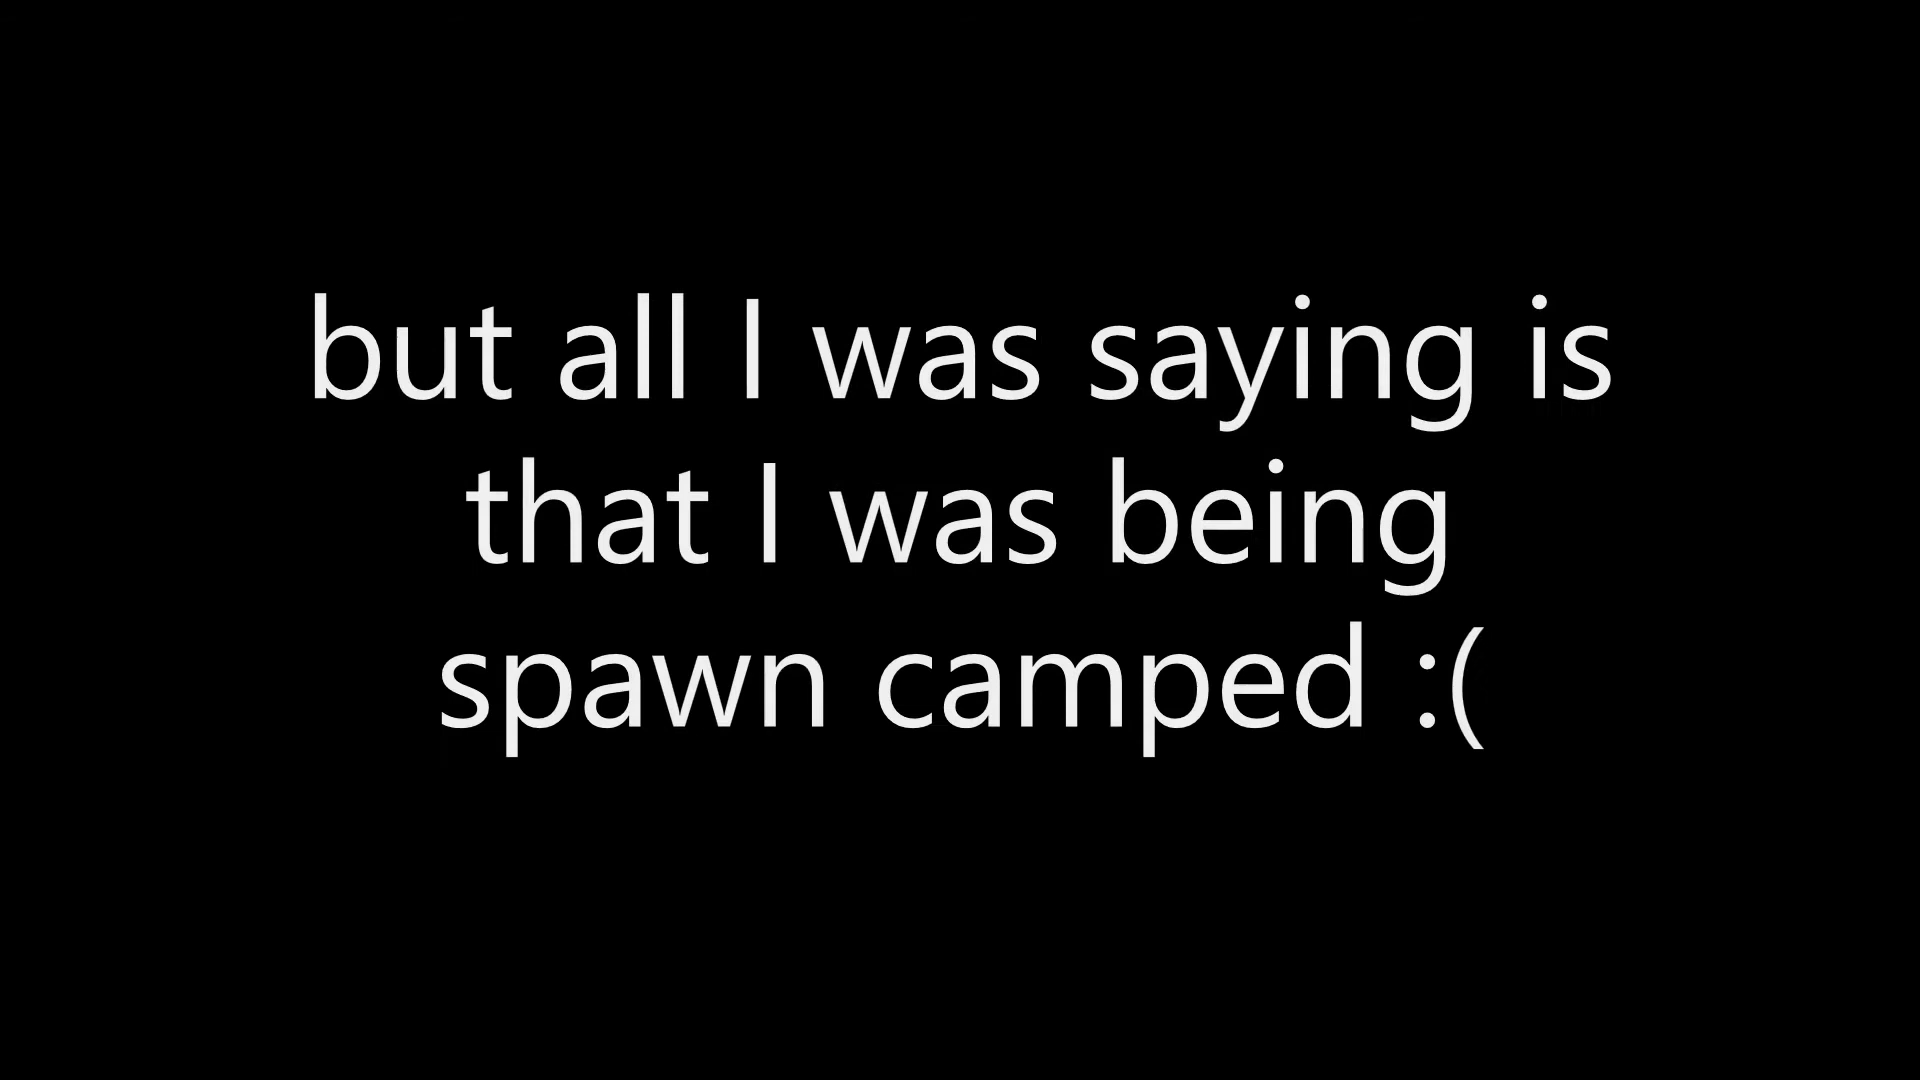 but all I was saying is
that I was being
spawn camped :(